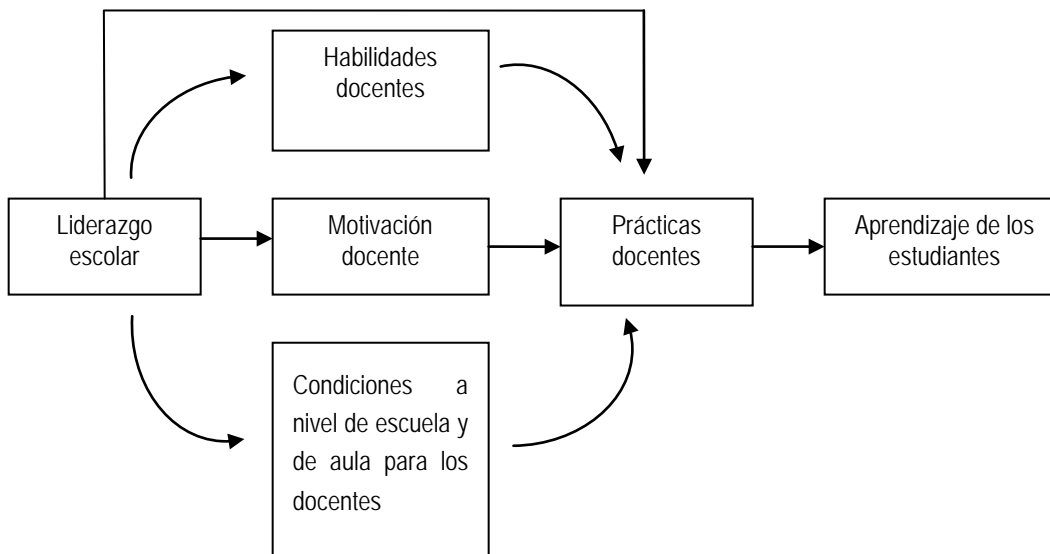 Habilidades
docentes
Liderazgo
escolar
Motivación
docente
Prácticas
docentes
Aprendizaje de los
estudiantes
Condiciones a
nivel de escuela y
de aula para los
docentes